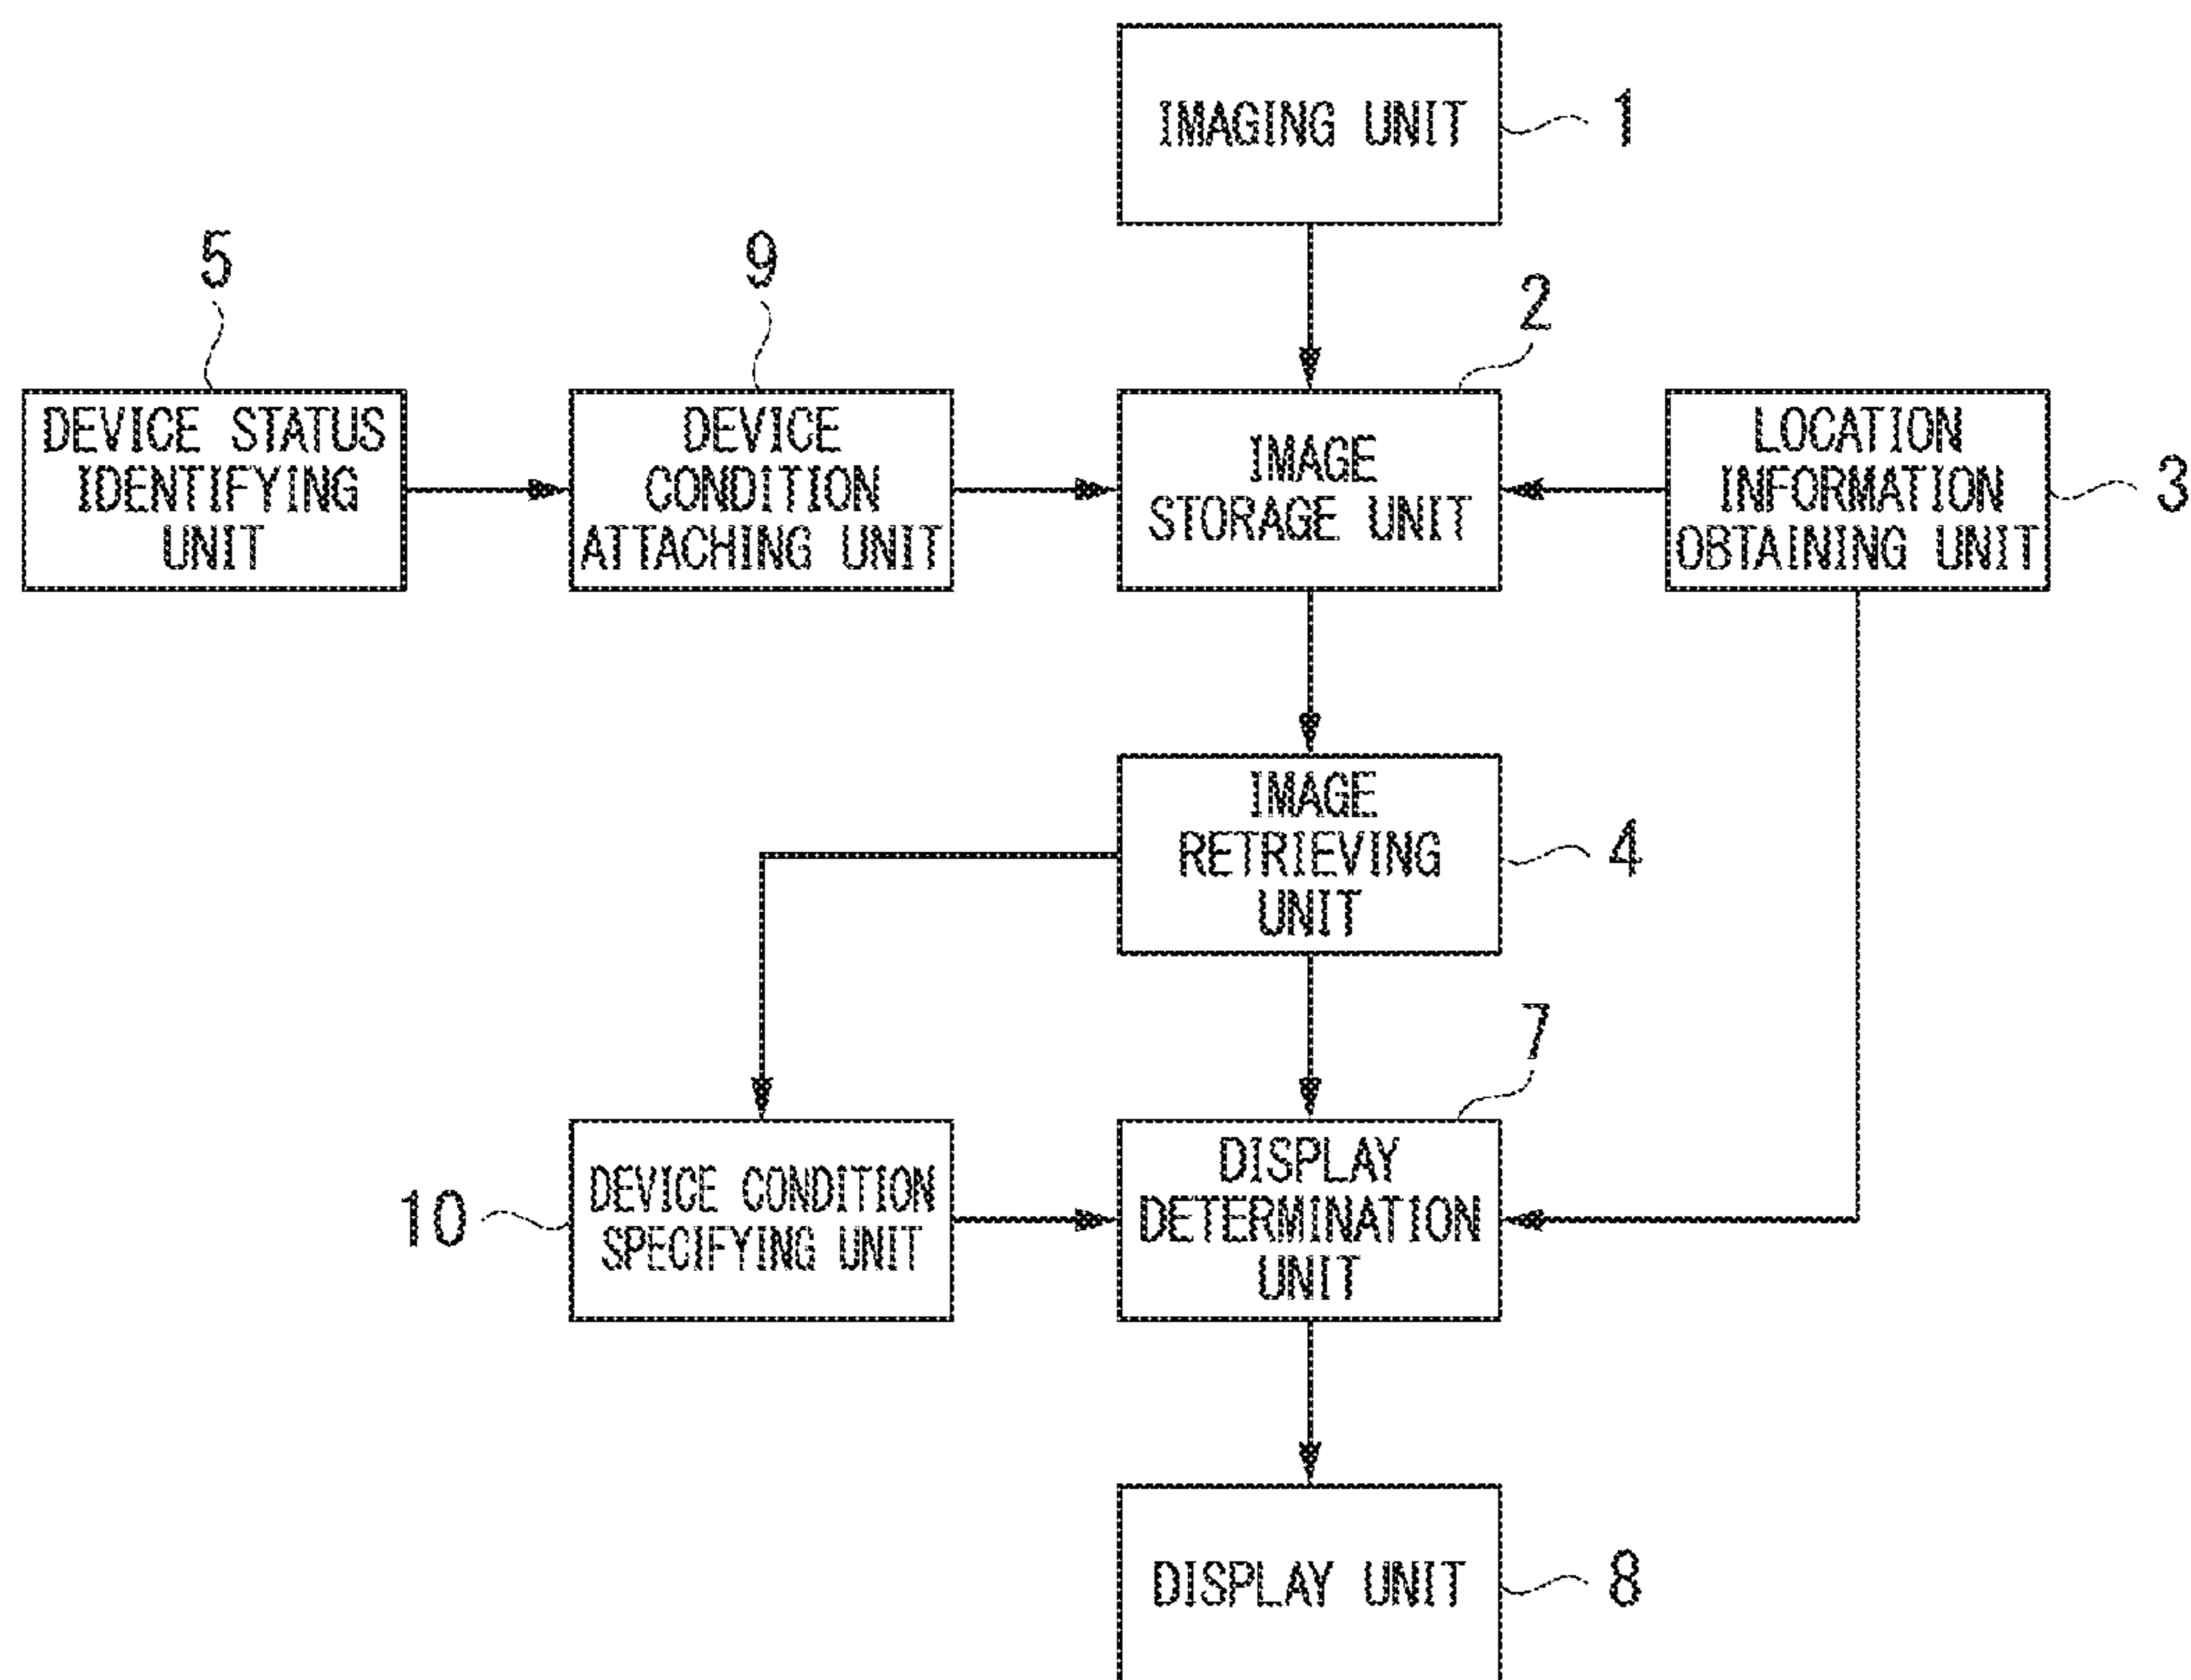 IMAGING UNIT
1
5
9
2
DEVICE STATUS
IDENTIFYING
UNIT
DEVICE
CONDITION
ATTACHING UNIT
IMAGE
STORAGE UNIT
LOCATION
INFORMATION
OBTAINING UNIT
3
IMAGE
RETRIEVING
UNIT
4
7
10
DEVICE CONDITION
SPECIFYING UNIT
DISPLAY
DETERMINATION
UNIT
DISPLAY UNIT
8